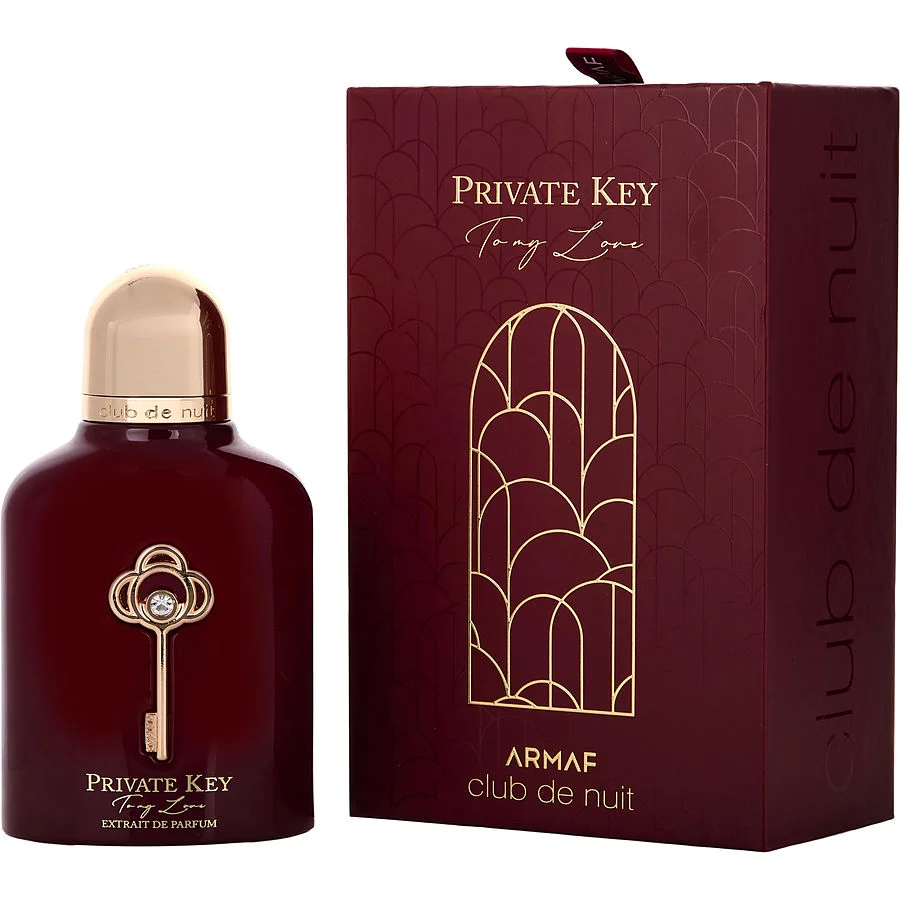 club de nuit
PRIVATE KEY
To my Love
EXTRAIT DE PARFUM
PRIVATE KEY
To my Love
ARMAF
club de nuit
club de nuit